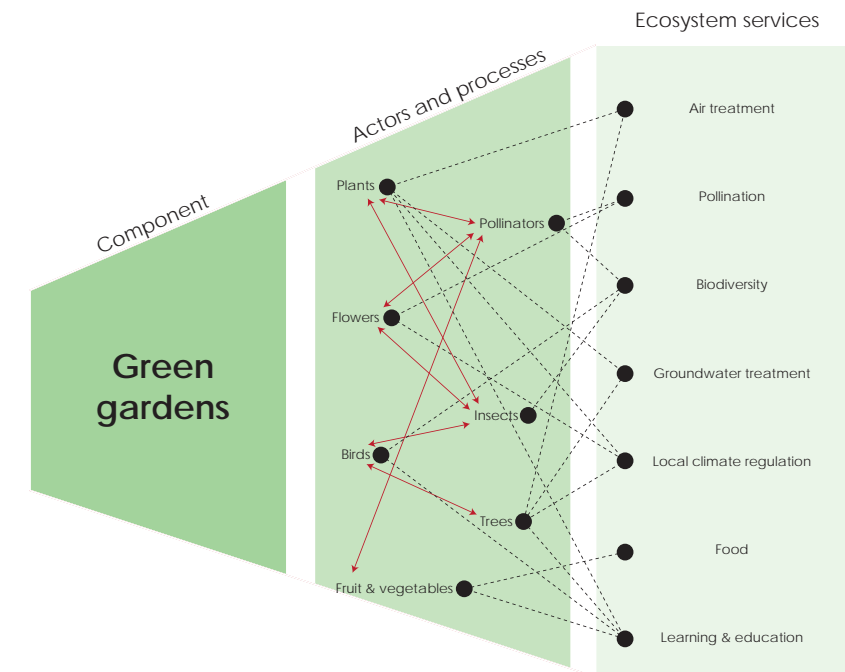 Ecosystem services
Actors and processes
Component
Green
gardens
Plants
Pollinators
Flowers
Insects
Birds
Trees
Fruit & vegetables
Air treatment
Pollination
Biodiversity
Groundwater treatment
Local climate regulation
Food
Learning & education